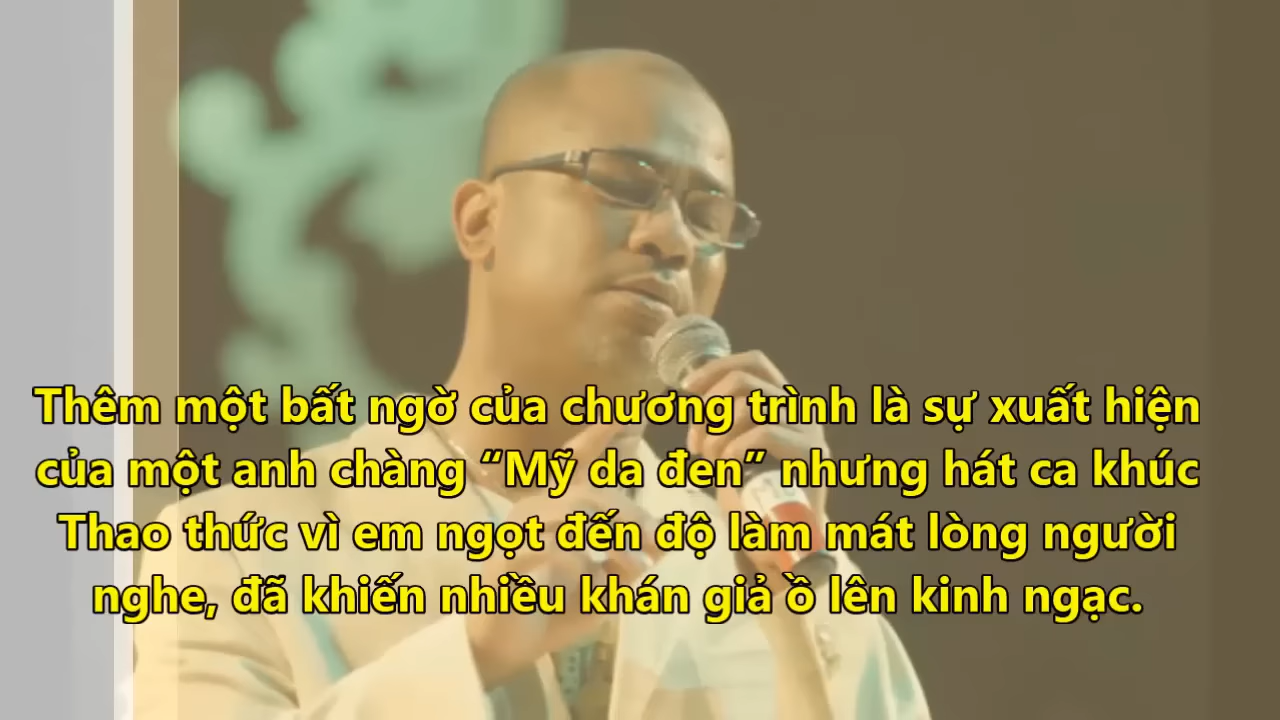 Thêm một bất ngờ của chương trình là sự xuất hiện
của một anh chàng “Mỹ da đen” nhưng hát ca khúc
Thao thức vì em ngọt đến độ làm mát lòng người
nghe, đã khiến nhiều khán giả ồ lên kinh ngạc.